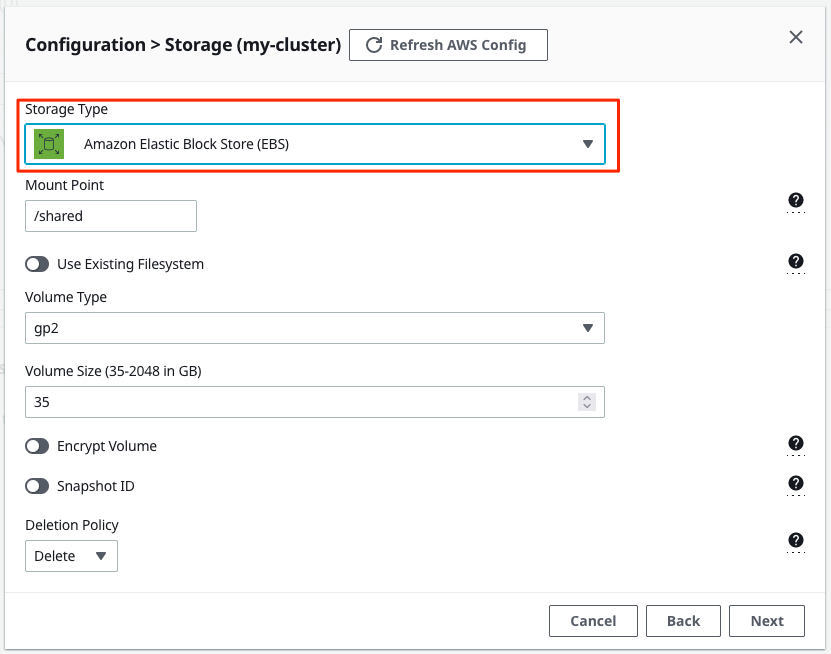 Configuration > Storage (my-cluster)
Refresh AWS Config
Storage Type
Amazon Elastic Block Store (EBS)
Mount Point
/shared
Use Existing Filesystem
Volume Type
gp2
Volume Size (35-2048 in GB)
35
Encrypt Volume
Snapshot ID
Deletion Policy
Delete
Cancel
Back
Next